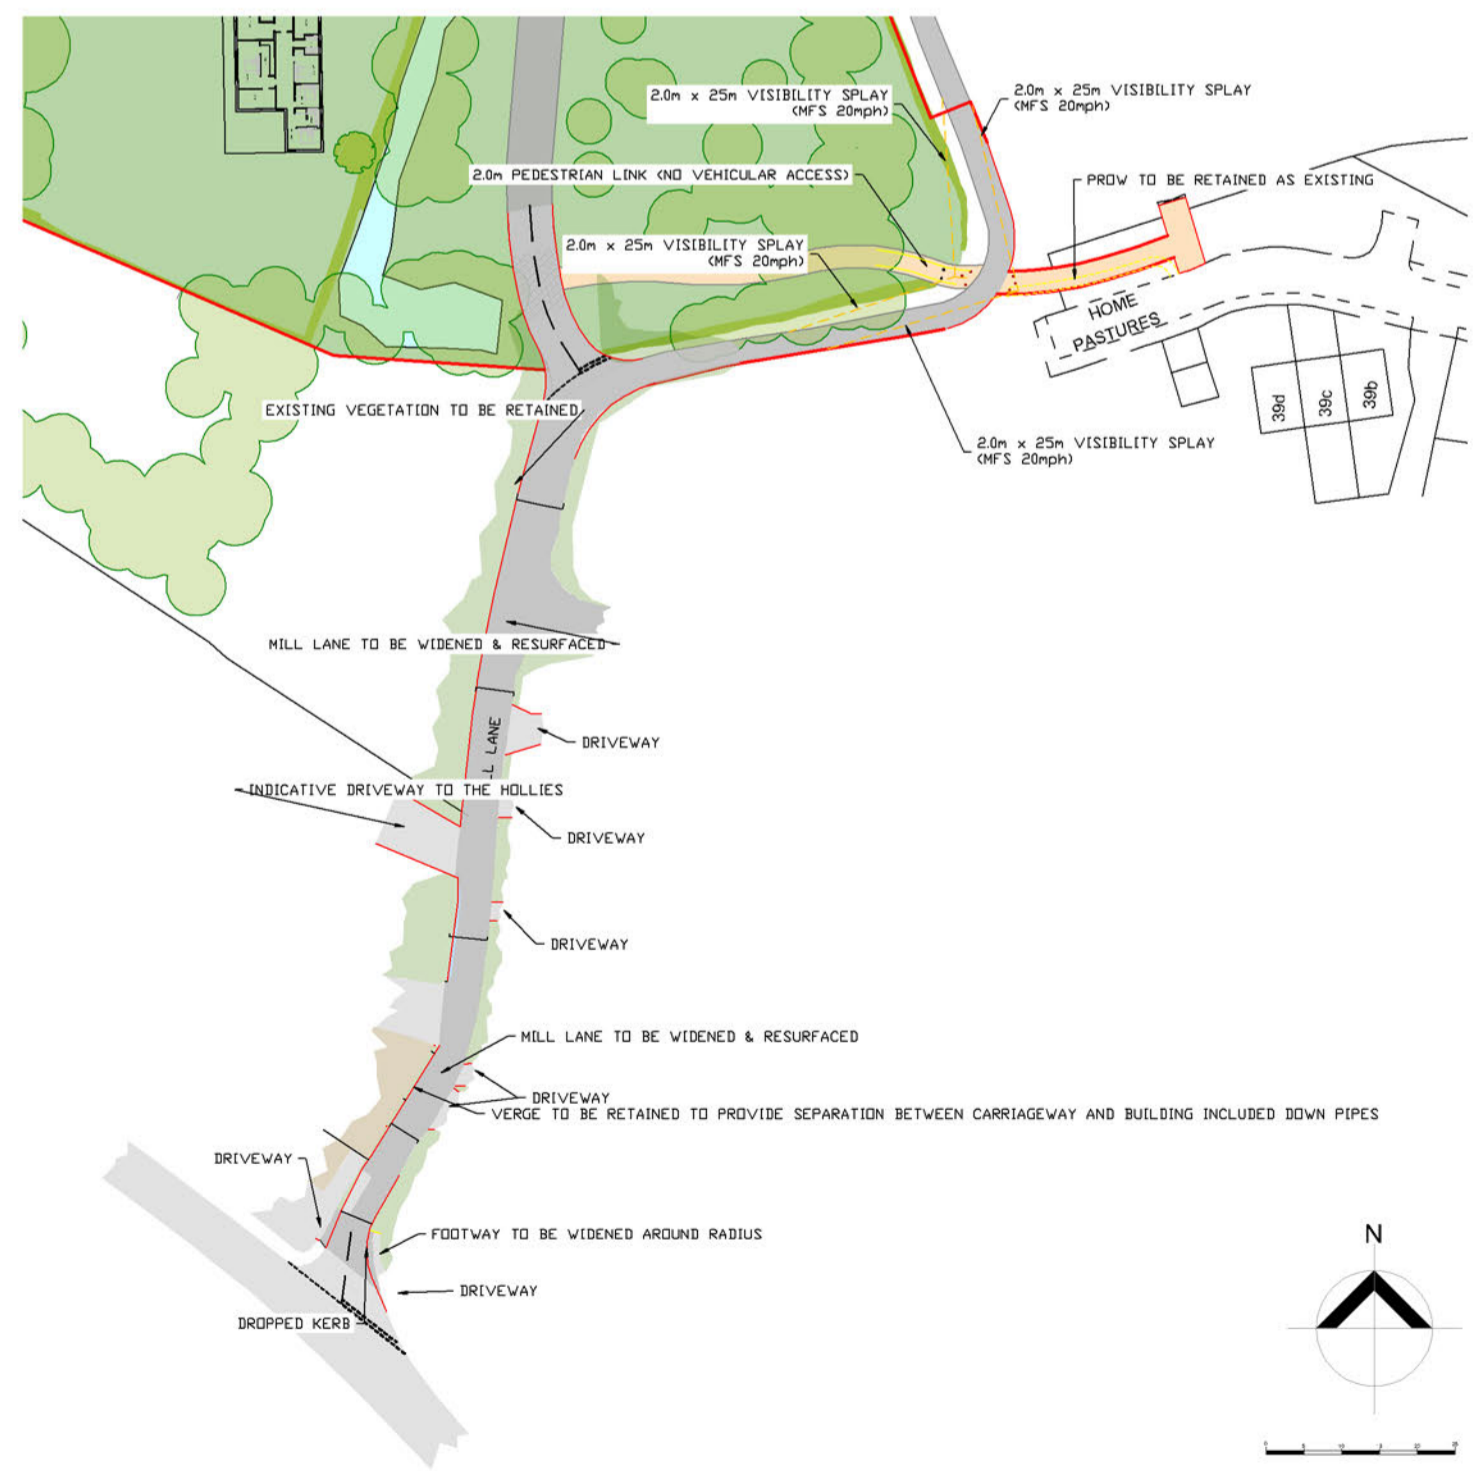 2.0m x 25m VISIBILITY SPLAY
(MFS 20mph)
2.0m x 25m VISIBILITY SPLAY
(MFS 20mph)
2.0m PEDESTRIAN LINK (NO VEHICULAR ACCESS)
PROW TO BE RETAINED AS EXISTING
2.0m x 25m VISIBILITY SPLAY
(MFS 20mph)
HOME
PASTURES
39d
39c
39b
EXISTING VEGETATION TO BE RETAINED
2.0m x 25m VISIBILITY SPLAY
(MFS 20mph)
MILL LANE TO BE WIDENED & RESURFACED
L LANE
DRIVEWAY
INDICATIVE DRIVEWAY TO THE HOLLIES
DRIVEWAY
DRIVEWAY
MILL LANE TO BE WIDENED & RESURFACED
DRIVEWAY
VERGE TO BE RETAINED TO PROVIDE SEPARATION BETWEEN CARRIAGEWAY AND BUILDING INCLUDED DOWN PIPES
DRIVEWAY
FOOTWAY TO BE WIDENED AROUND RADIUS
DRIVEWAY
DROPPED KERB
N